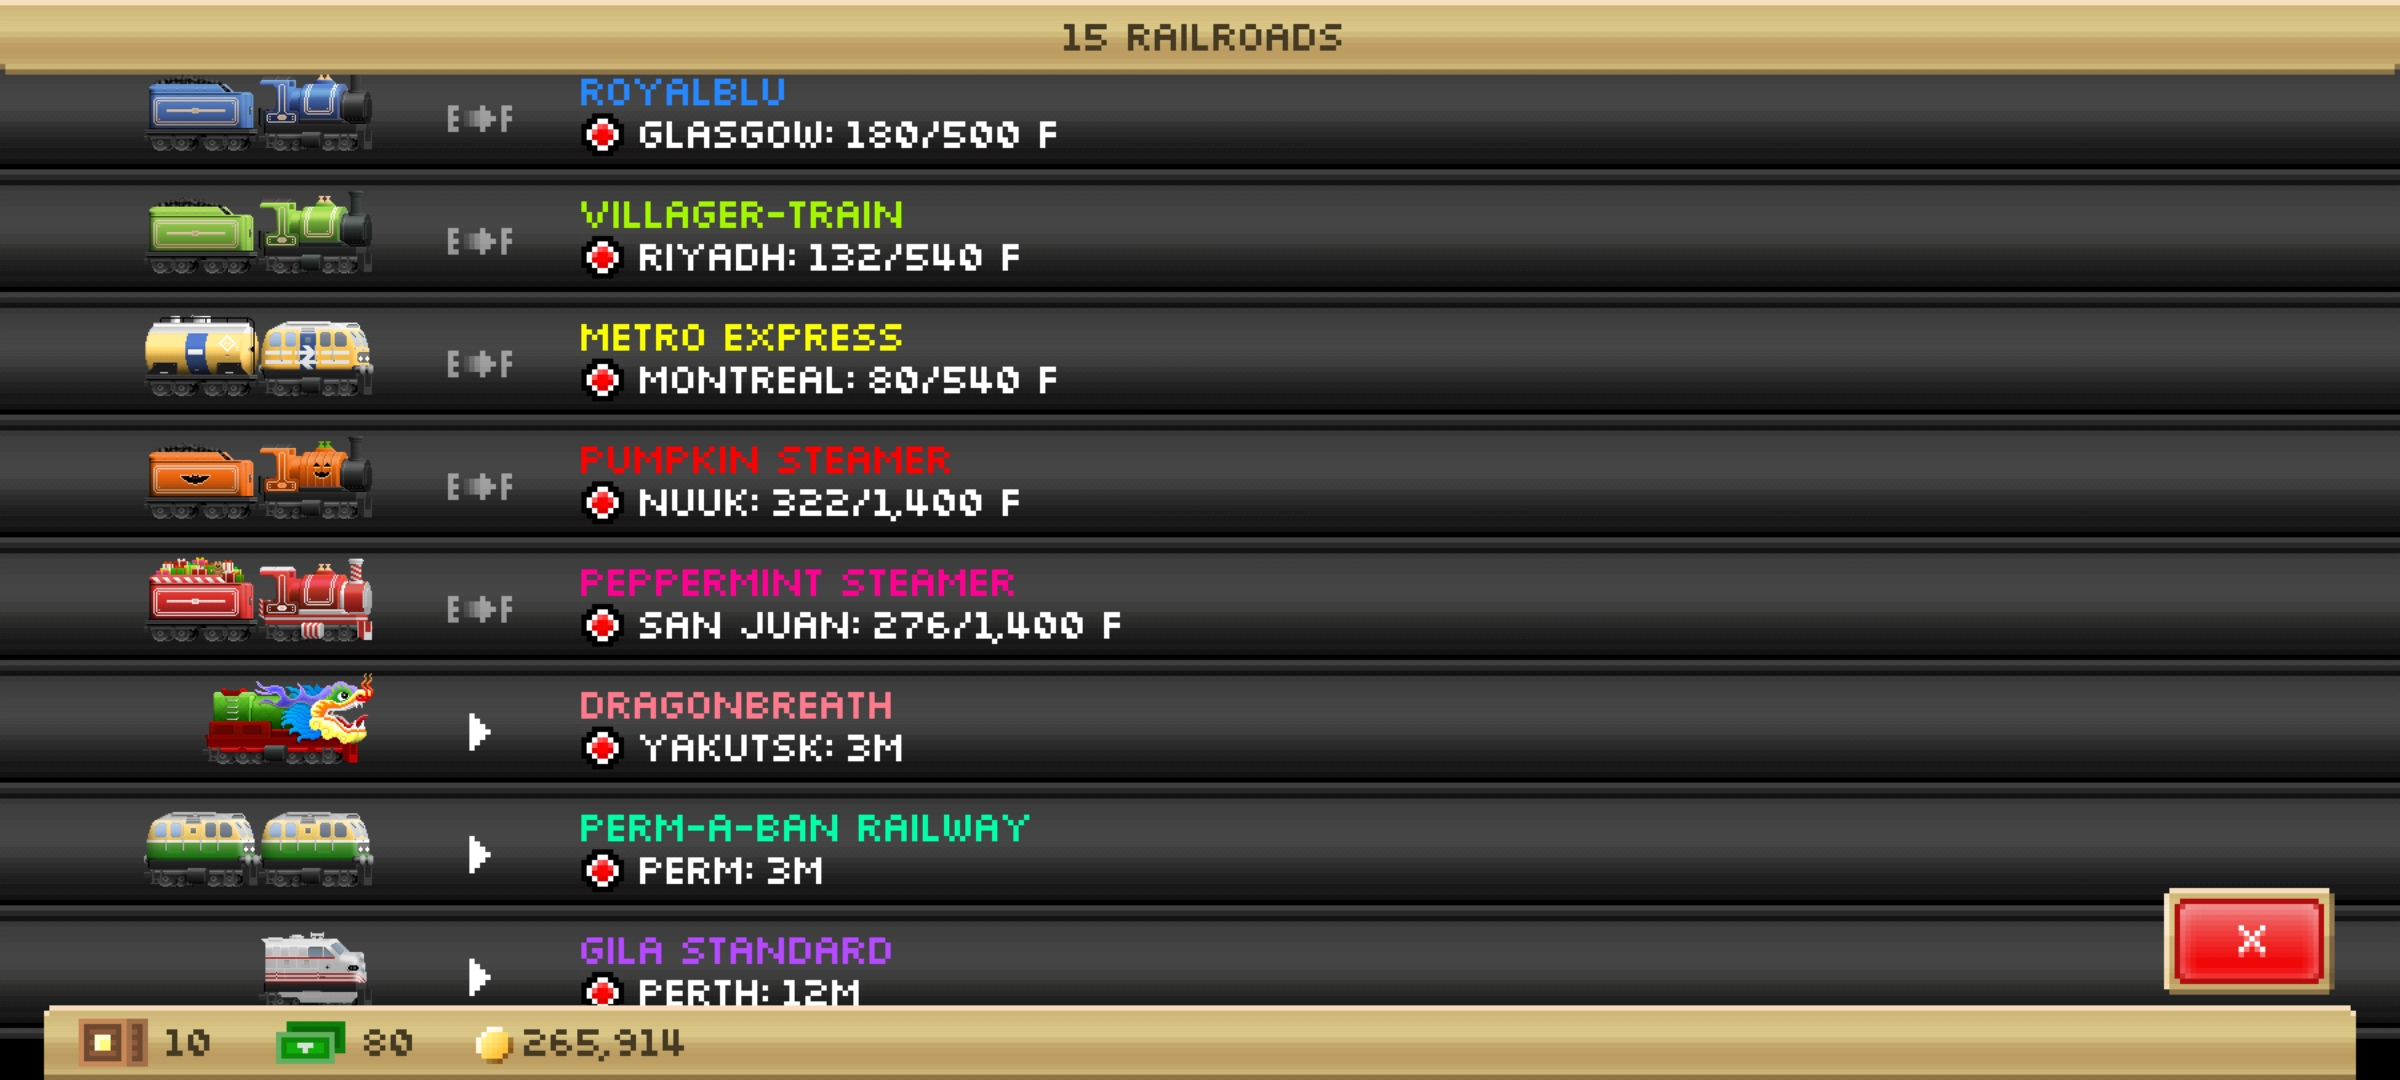 15 RAILROADS
ROYALBLU
E F
GLASGOW: 180/500 F
VILLAGER-TRAIN
E F
RIYADH: 132/540 F
METRO EXPRESS
E F
MONTREAL: 80/540 F
PUMPKIN STEAMER
E F
NUUK: 322/1,400 F
PEPPERMINT STEAMER
E F
SAN JUAN: 276/1,400 F
DRAGONBREATH
YAKUTSK: 3M
PERM-A-BAN RAILWAY
PERM: 3M
GILA STANDARD
PERTH: 12M
X
10 80 265,914